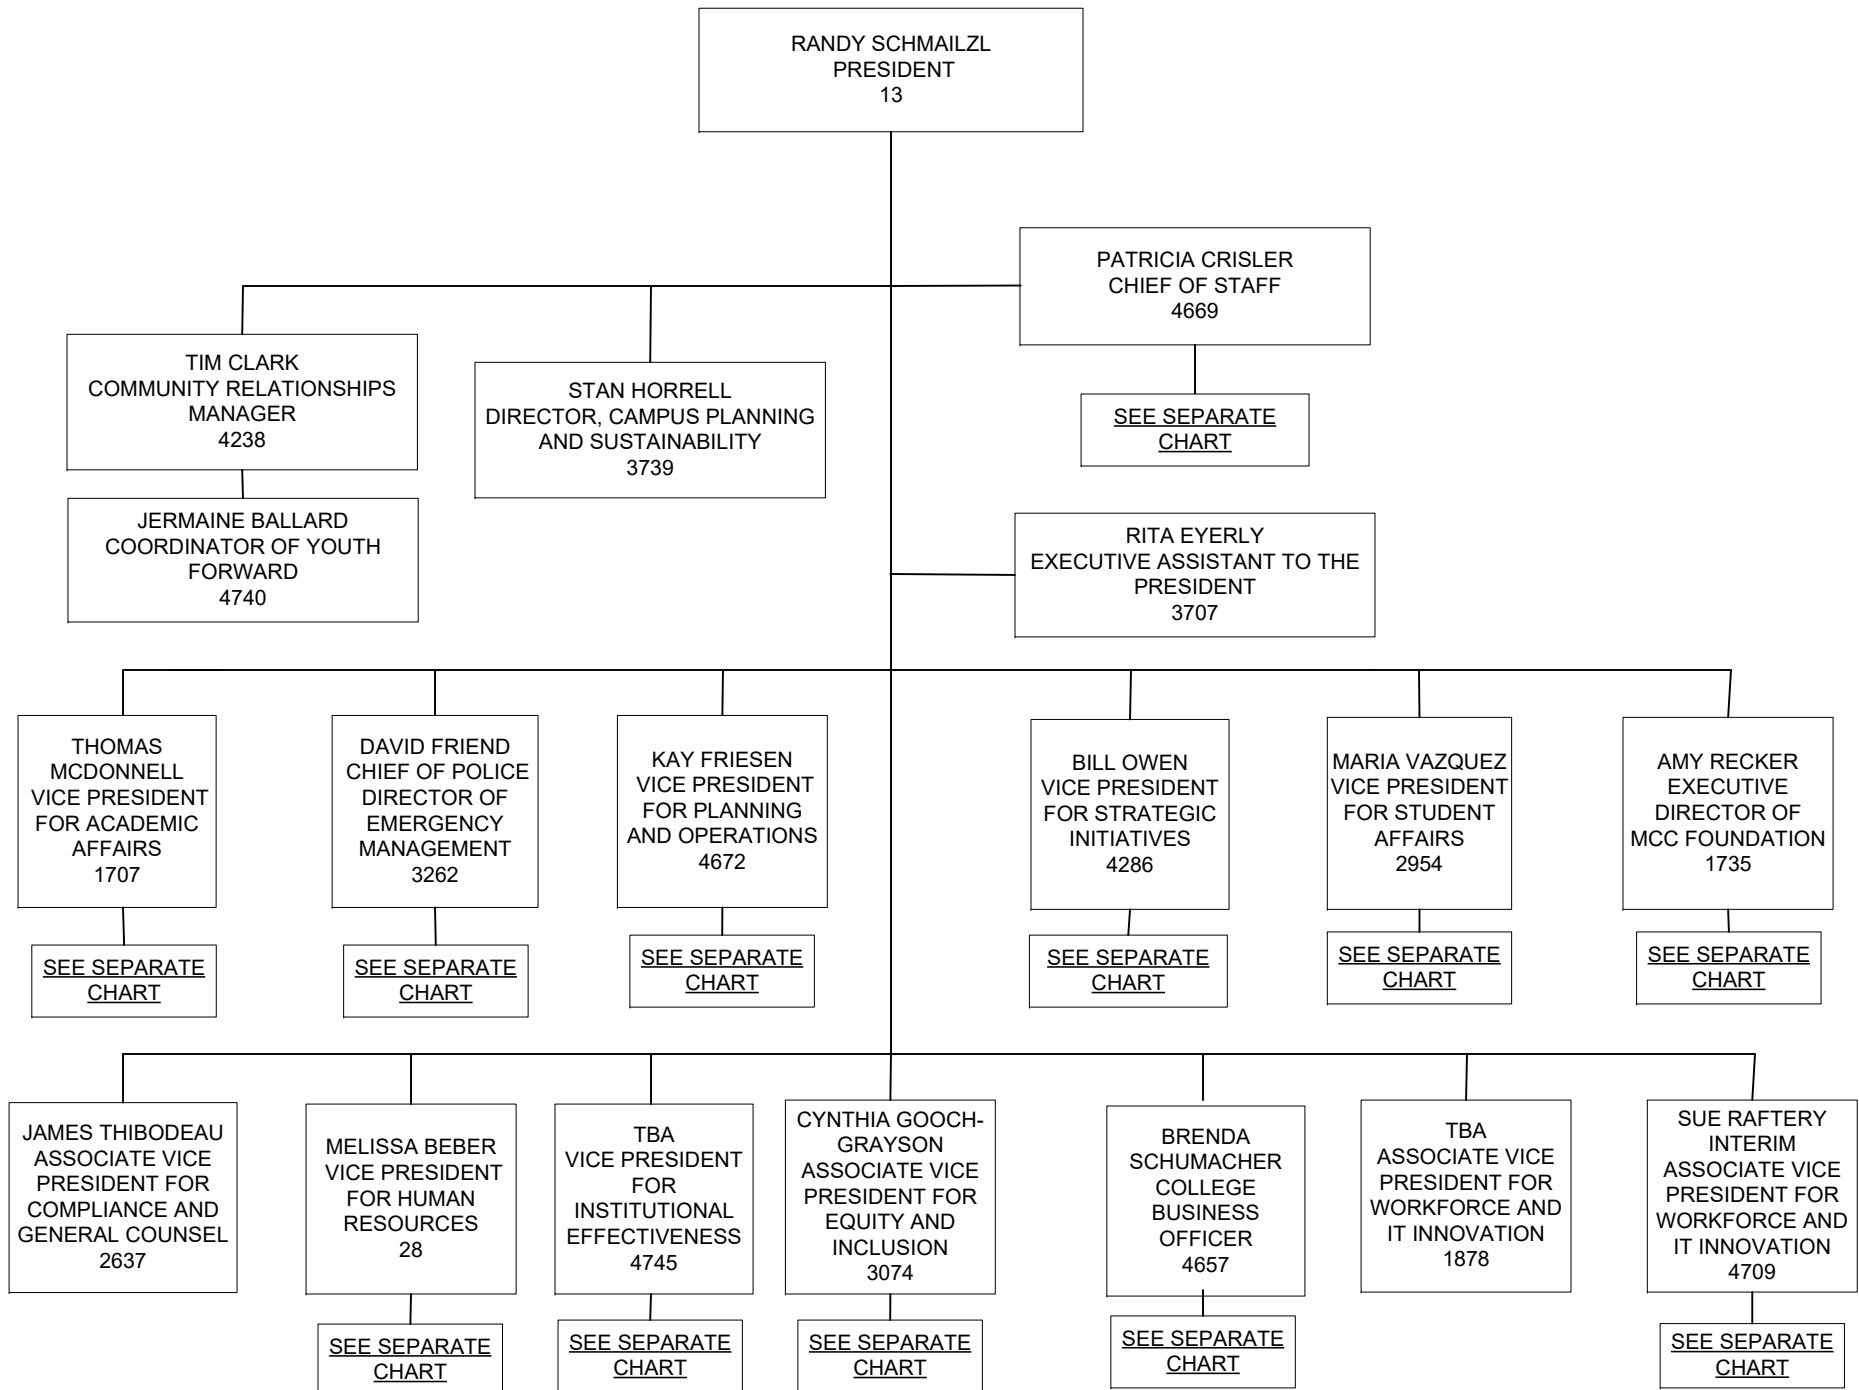 RANDY SCHMAILZL
PRESIDENT
13
PATRICIA CRISLER
CHIEF OF STAFF
4669
SEE SEPARATE
CHART
TIM CLARK
COMMUNITY RELATIONSHIPS
MANAGER
4238
STAN HORRELL
DIRECTOR, CAMPUS PLANNING
AND SUSTAINABILITY
3739
JERMAINE BALLARD
COORDINATOR OF YOUTH
FORWARD
4740
RITA EYERLY
EXECUTIVE ASSISTANT TO THE
PRESIDENT
3707
THOMAS
MCDONNELL
VICE PRESIDENT
FOR ACADEMIC
AFFAIRS
1707
SEE SEPARATE
CHART
DAVID FRIEND
CHIEF OF POLICE
DIRECTOR OF
EMERGENCY
MANAGEMENT
3262
SEE SEPARATE
CHART
KAY FRIESEN
VICE PRESIDENT
FOR PLANNING
AND OPERATIONS
4672
SEE SEPARATE
CHART
BILL OWEN
VICE PRESIDENT
FOR STRATEGIC
INITIATIVES
4286
SEE SEPARATE
CHART
MARIA VAZQUEZ
VICE PRESIDENT
FOR STUDENT
AFFAIRS
2954
SEE SEPARATE
CHART
AMY RECKER
EXECUTIVE
DIRECTOR OF
MCC FOUNDATION
1735
SEE SEPARATE
CHART
JAMES THIBODEAU
ASSOCIATE VICE
PRESIDENT FOR
COMPLIANCE AND
GENERAL COUNSEL
2637
MELISSA BEBER
VICE PRESIDENT
FOR HUMAN
RESOURCES
28
SEE SEPARATE
CHART
TBA
VICE PRESIDENT
FOR
INSTITUTIONAL
EFFECTIVENESS
4745
SEE SEPARATE
CHART
CYNTHIA GOOCH-
GRAYSON
ASSOCIATE VICE
PRESIDENT FOR
EQUITY AND
INCLUSION
3074
SEE SEPARATE
CHART
BRENDA
SCHUMACHER
COLLEGE
BUSINESS
OFFICER
4657
SEE SEPARATE
CHART
TBA
ASSOCIATE VICE
PRESIDENT FOR
WORKFORCE AND
IT INNOVATION
1878
SUE RAFTERY
INTERIM
ASSOCIATE VICE
PRESIDENT FOR
WORKFORCE AND
IT INNOVATION
4709
SEE SEPARATE
CHART